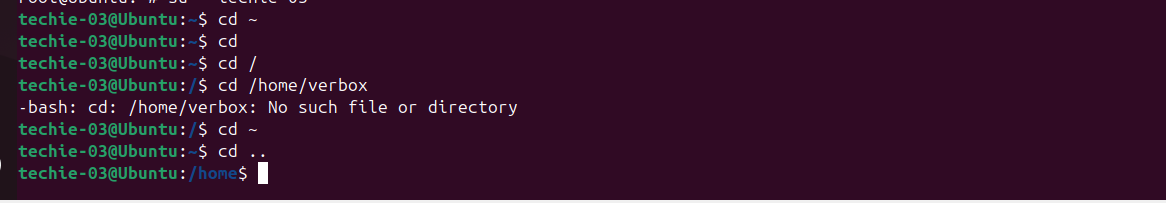 techie-03@Ubuntu:~$ cd ~
techie-03@Ubuntu:~$ cd
techie-03@Ubuntu:~$ cd /
techie-03@Ubuntu:/$ cd /home/verbox
-bash: cd: /home/verbox: No such file or directory
techie-03@Ubuntu:/$ cd ~
techie-03@Ubuntu:~$ cd ..
techie-03@Ubuntu:/home$